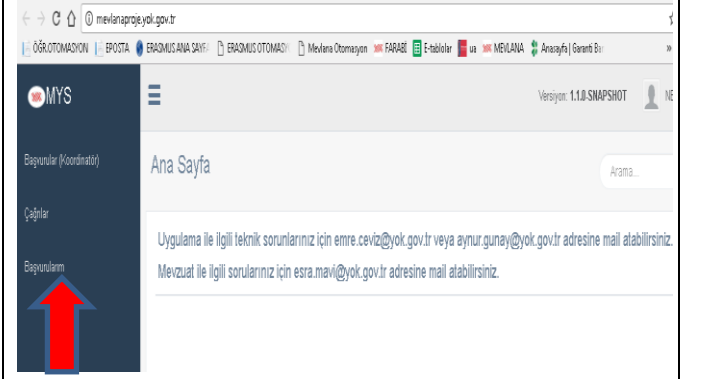 mevlanaproje.yok.gov.tr
ÖĞR.OTOMASYON EPOSTA ERASMUS ANA SAYF ERASMUS OTOMASY Mevlana Otomasyon FARABİ E-tablolar ua MEVLANA Anasayfa | Garanti Ba »
MYS
Versiyon: 1.1.0-SNAPSHOT NE
Başvurular (Koordinatör)
Ana Sayfa
Arama...
Çağrılar
Uygulama ile ilgili teknik sorunlarınız için emre.ceviz@yok.gov.tr veya aynur.gunay@yok.gov.tr adresine mail atabilirsiniz.
Başvurularım
Mevzuat ile ilgili sorularınız için esra.mavi@yok.gov.tr adresine mail atabilirsiniz.